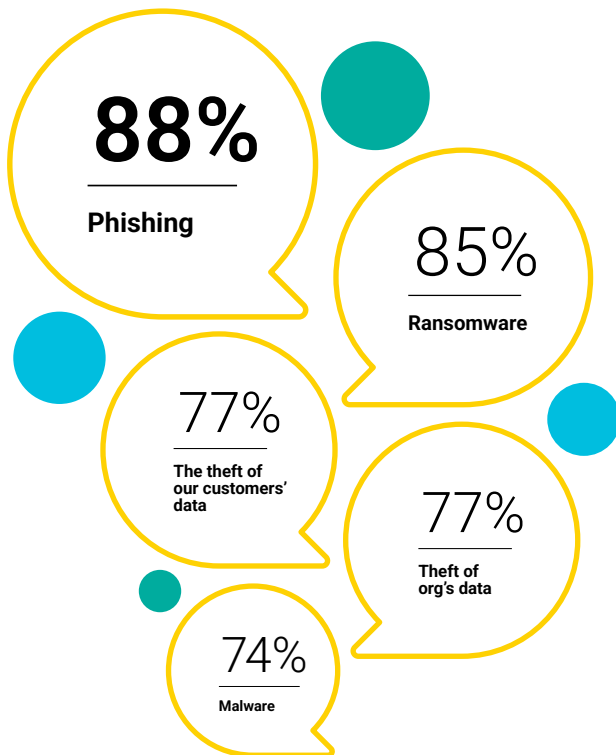 88%
Phishing
85%
Ransomware
77%
The theft of
our customers’
data
77%
Theft of
org’s data
74%
Malware